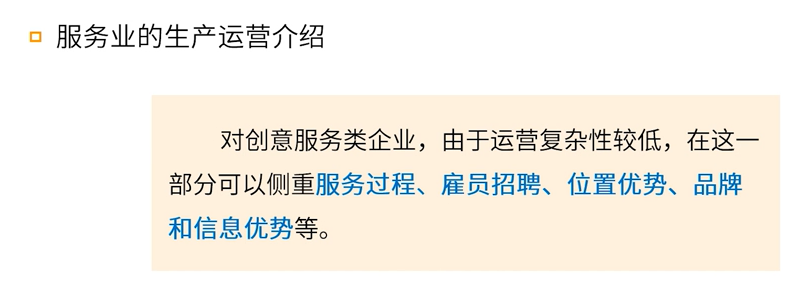 服务业的生产运营介绍
对创意服务类企业，由于运营复杂性较低，在这一
部分可以侧重服务过程、雇员招聘、位置优势、品牌
和信息优势等。